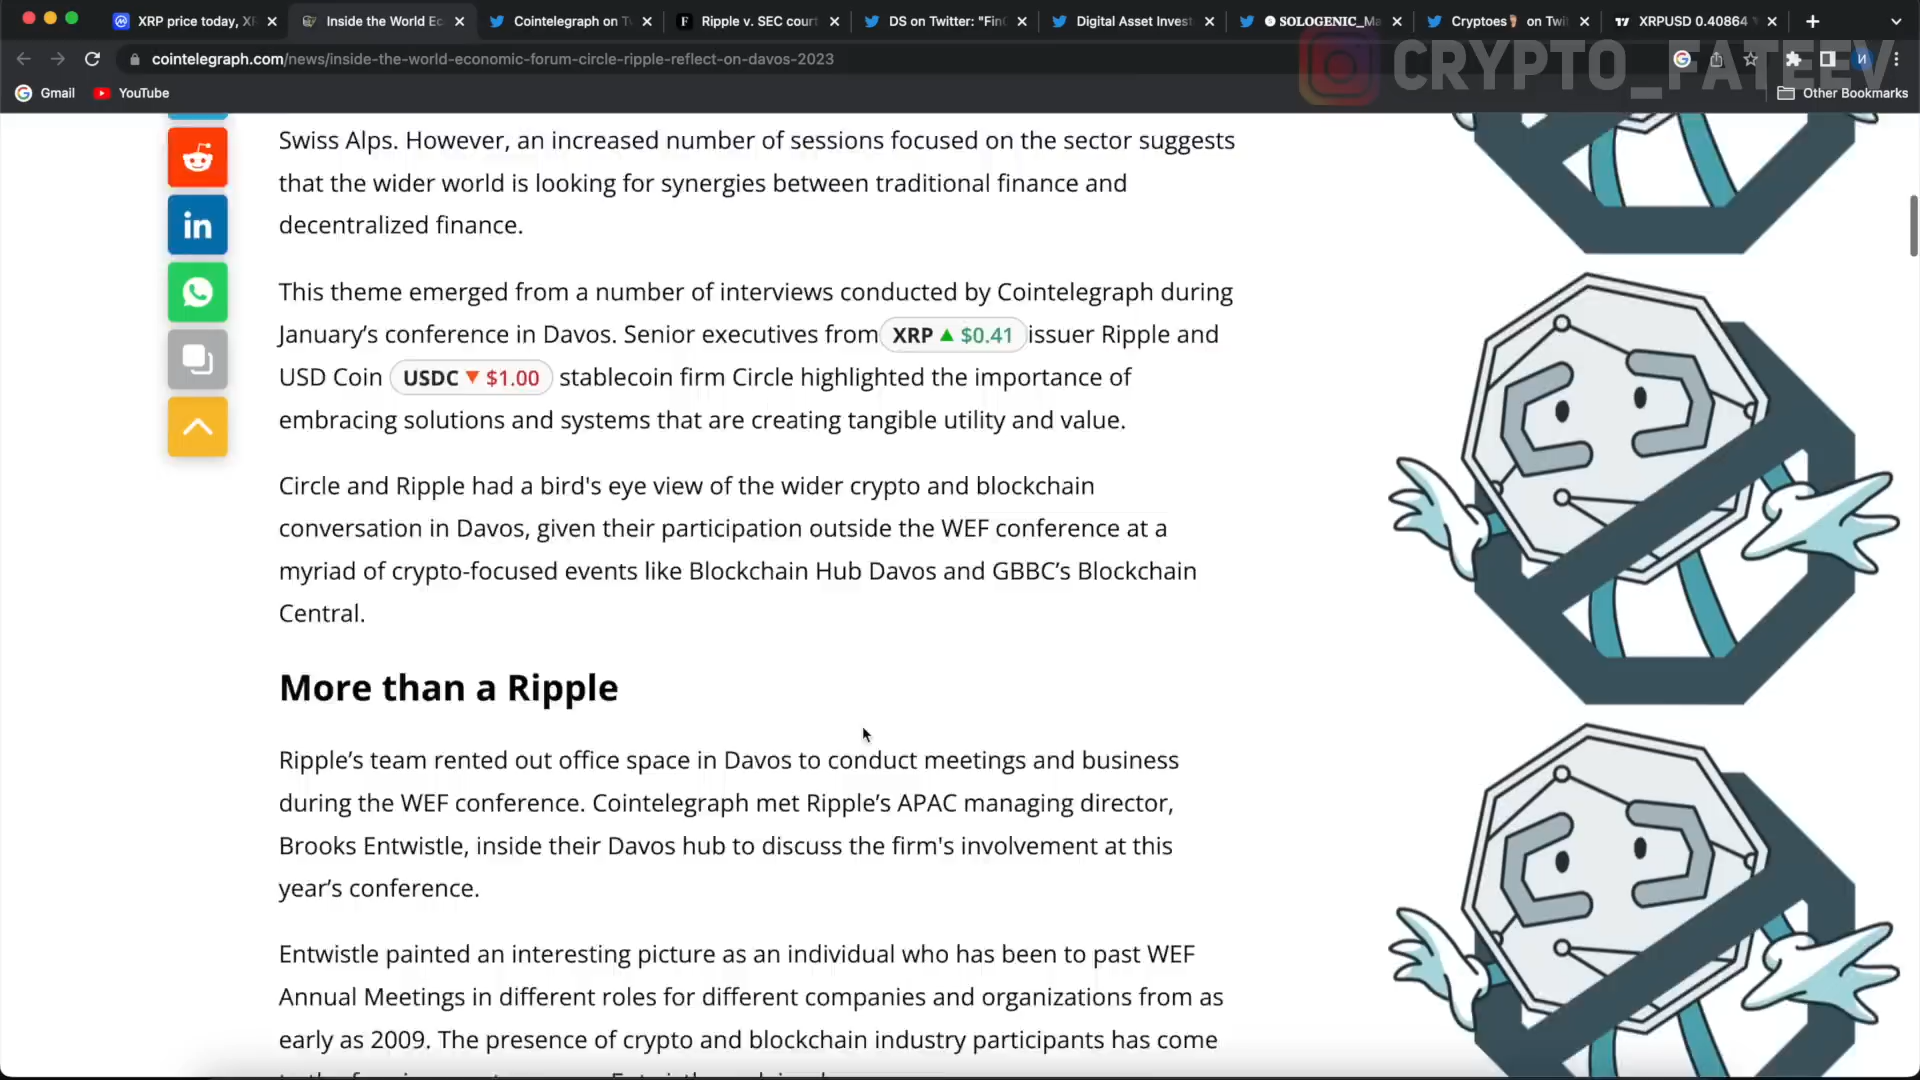 XRP price today, XR
Inside the World Ec
Cointelegraph on Tw
Ripple v. SEC court
DS on Twitter: "Fin
Digital Asset Invest
SOLOGENIC_Ma
Cryptoes on Twi
XRPUSD 0.40864
cointelegraph.com/news/inside-the-world-economic-forum-circle-ripple-reflect-on-davos-2023
CRYPTO_FATEEV
Gmail
YouTube
Other Bookmarks
Swiss Alps. However, an increased number of sessions focused on the sector suggests
that the wider world is looking for synergies between traditional finance and
decentralized finance.
This theme emerged from a number of interviews conducted by Cointelegraph during
January’s conference in Davos. Senior executives from XRP ▲ $0.41 issuer Ripple and
USD Coin USDC ▼ $1.00 stablecoin firm Circle highlighted the importance of
embracing solutions and systems that are creating tangible utility and value.
Circle and Ripple had a bird's eye view of the wider crypto and blockchain
conversation in Davos, given their participation outside the WEF conference at a
myriad of crypto-focused events like Blockchain Hub Davos and GBBC’s Blockchain
Central.
More than a Ripple
Ripple’s team rented out office space in Davos to conduct meetings and business
during the WEF conference. Cointelegraph met Ripple’s APAC managing director,
Brooks Entwistle, inside their Davos hub to discuss the firm's involvement at this
year’s conference.
Entwistle painted an interesting picture as an individual who has been to past WEF
Annual Meetings in different roles for different companies and organizations from as
early as 2009. The presence of crypto and blockchain industry participants has come